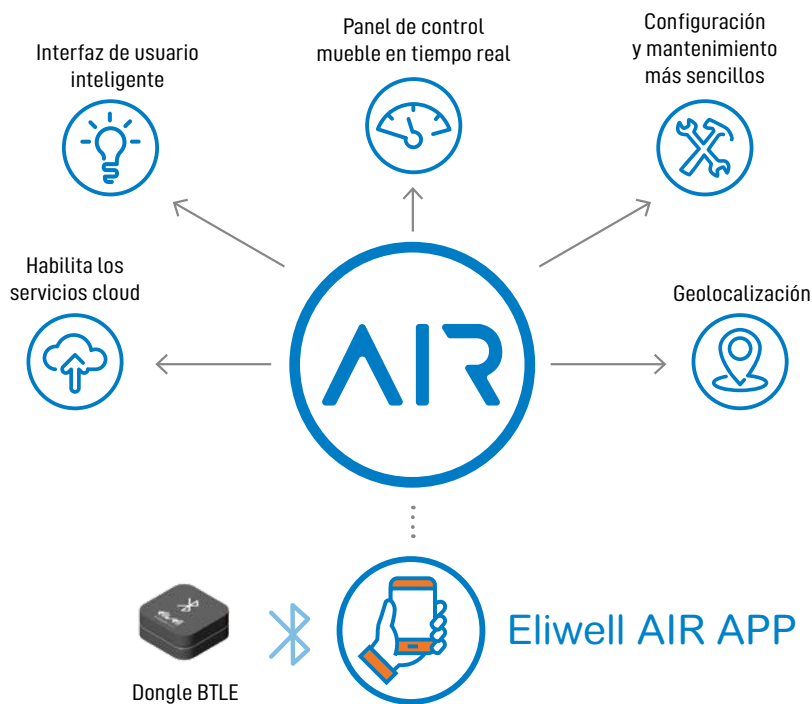 Panel de control
mueble en tiempo real
Configuración
y mantenimiento
más sencillos
Interfaz de usuario
inteligente
Habilita los
servicios cloud
Geolocalización
AIR
eliwell
Eliwell AIR APP
Dongle BTLE